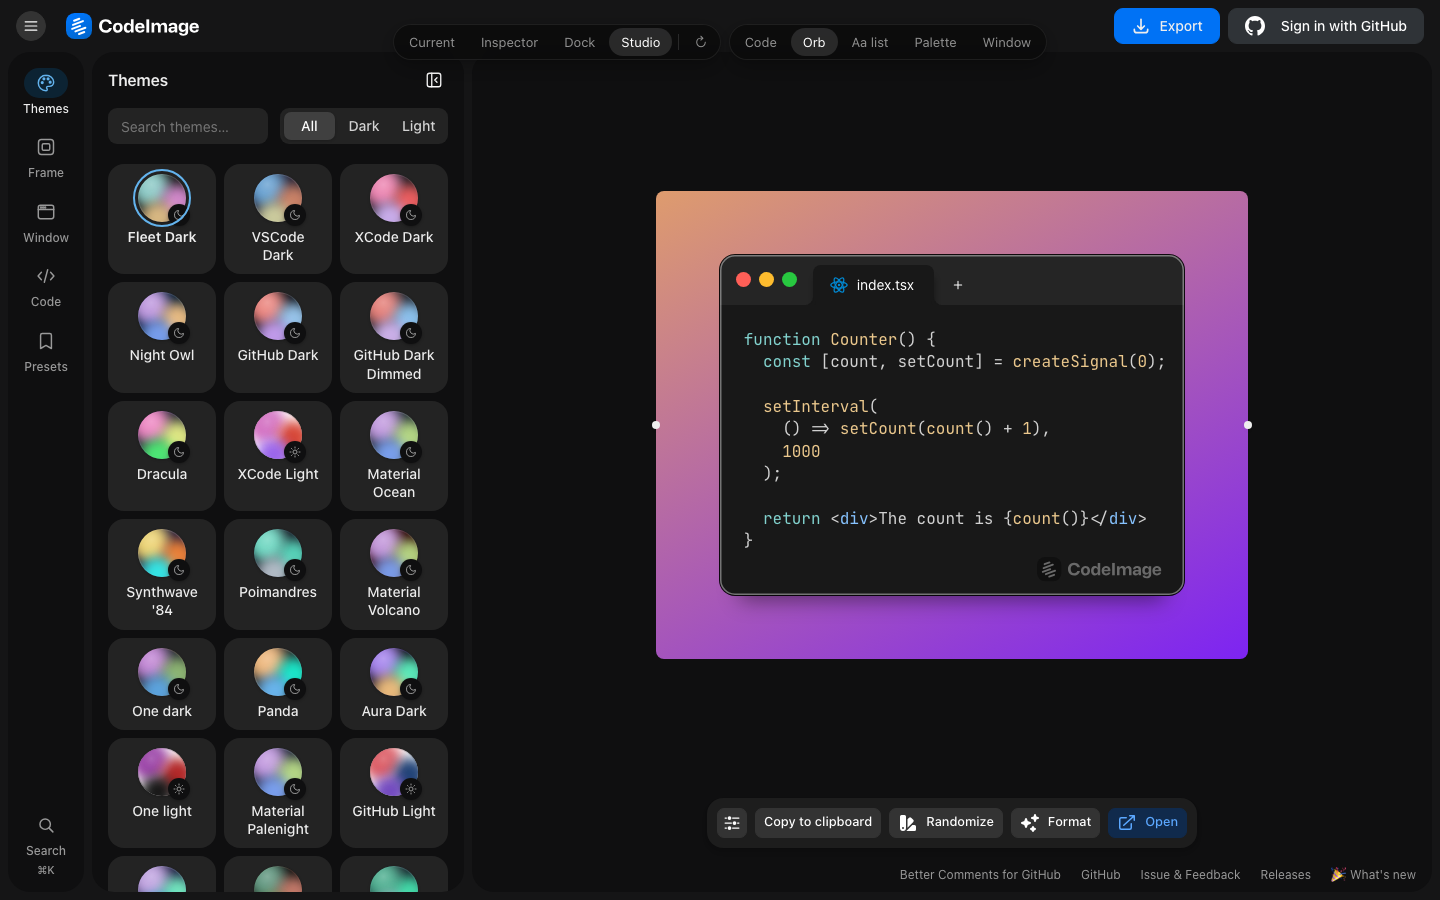 CodeImage
Current Inspector Dock Studio
Code Orb Aa list Palette Window
Export
Sign in with GitHub
Themes
Frame
Window
Code
Presets
Search
⌘K
Themes
Search themes...
All Dark Light
Fleet Dark
VSCode Dark
XCode Dark
Night Owl
GitHub Dark
GitHub Dark Dimmed
Dracula
XCode Light
Material Ocean
Synthwave '84
Poimandres
Material Volcano
One dark
Panda
Aura Dark
One light
Material Palenight
GitHub Light
index.tsx +
function Counter() {
  const [count, setCount] = createSignal(0);
  setInterval(
    () => setCount(count() + 1),
    1000
  );
  return <div>The count is {count()}</div>
}
CodeImage
Copy to clipboard Randomize Format Open
Better Comments for GitHub GitHub Issue & Feedback Releases 🎉 What's new